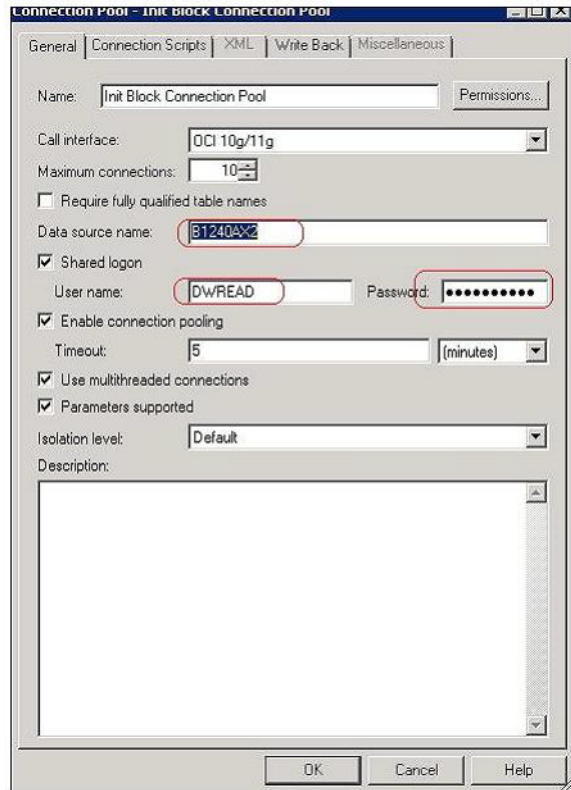 Connection Pool - Init Block Connection Pool
General Connection Scripts XML Write Back Miscellaneous
Name: Init Block Connection Pool Permissions...
Call interface: OCI 10g/11g
Maximum connections: 10
Require fully qualified table names
Data source name: B1240AX2
Shared logon
User name: DWREAD Password: ●●●●●●●●●●
Enable connection pooling
Timeout: 5 (minutes)
Use multithreaded connections
Parameters supported
Isolation level: Default
Description:
OK Cancel Help